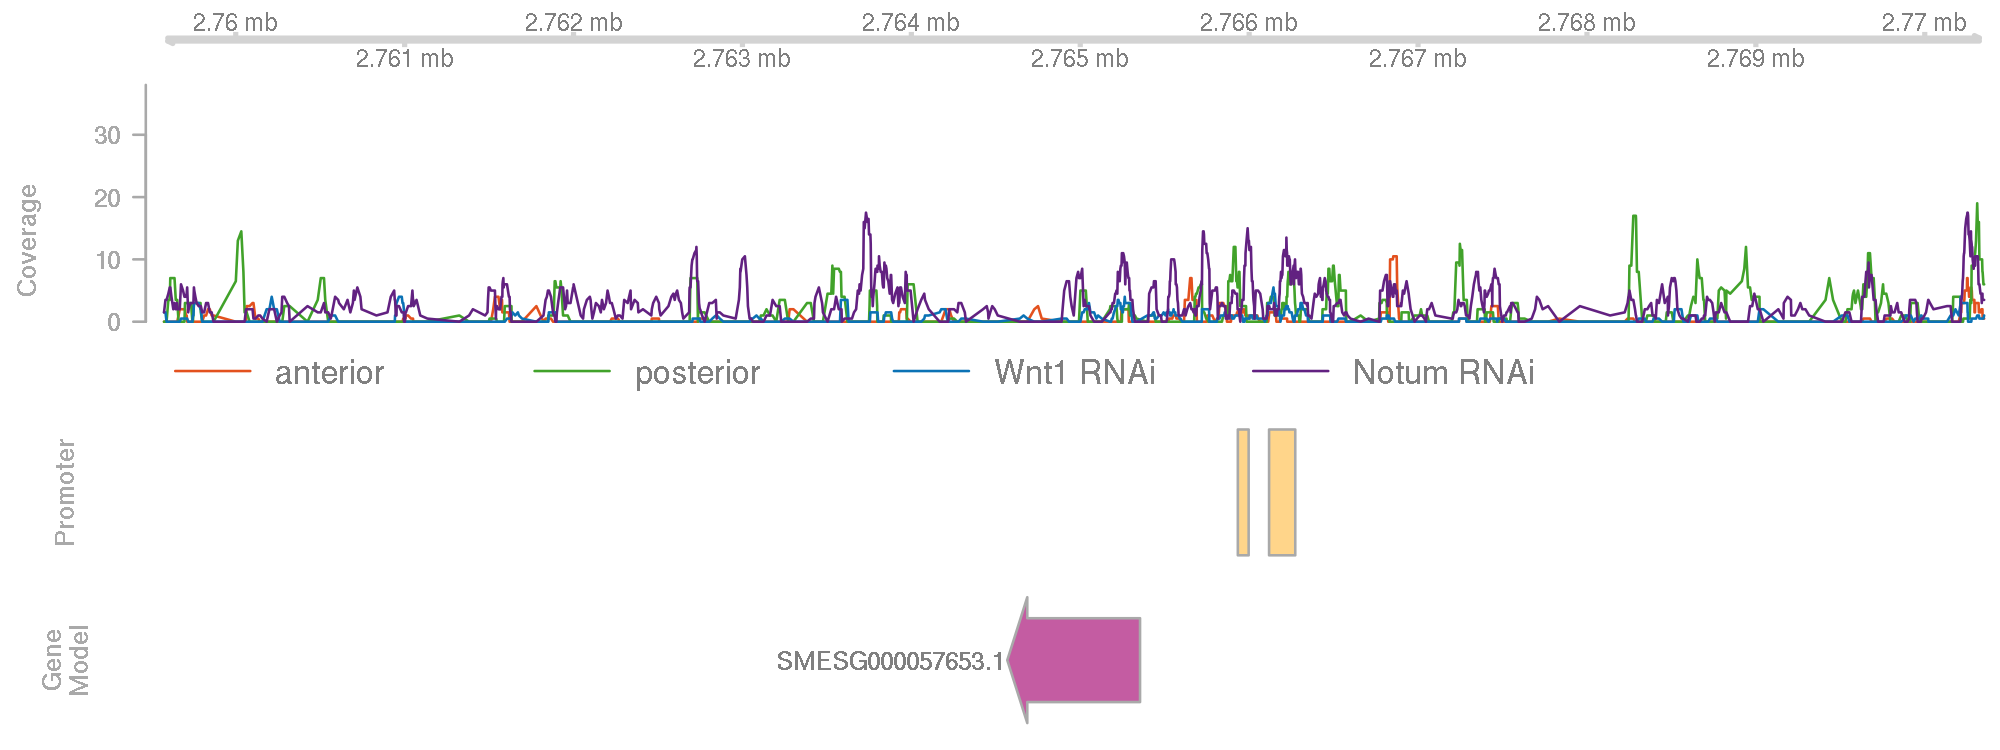 2.76 mb 2.762 mb 2.764 mb 2.766 mb 2.768 mb 2.77 mb
2.761 mb 2.763 mb 2.765 mb 2.767 mb 2.769 mb
Coverage
30
20
10
0
anterior posterior Wnt1 RNAi Notum RNAi
Promoter
Gene
Model
SMESG000057653.1